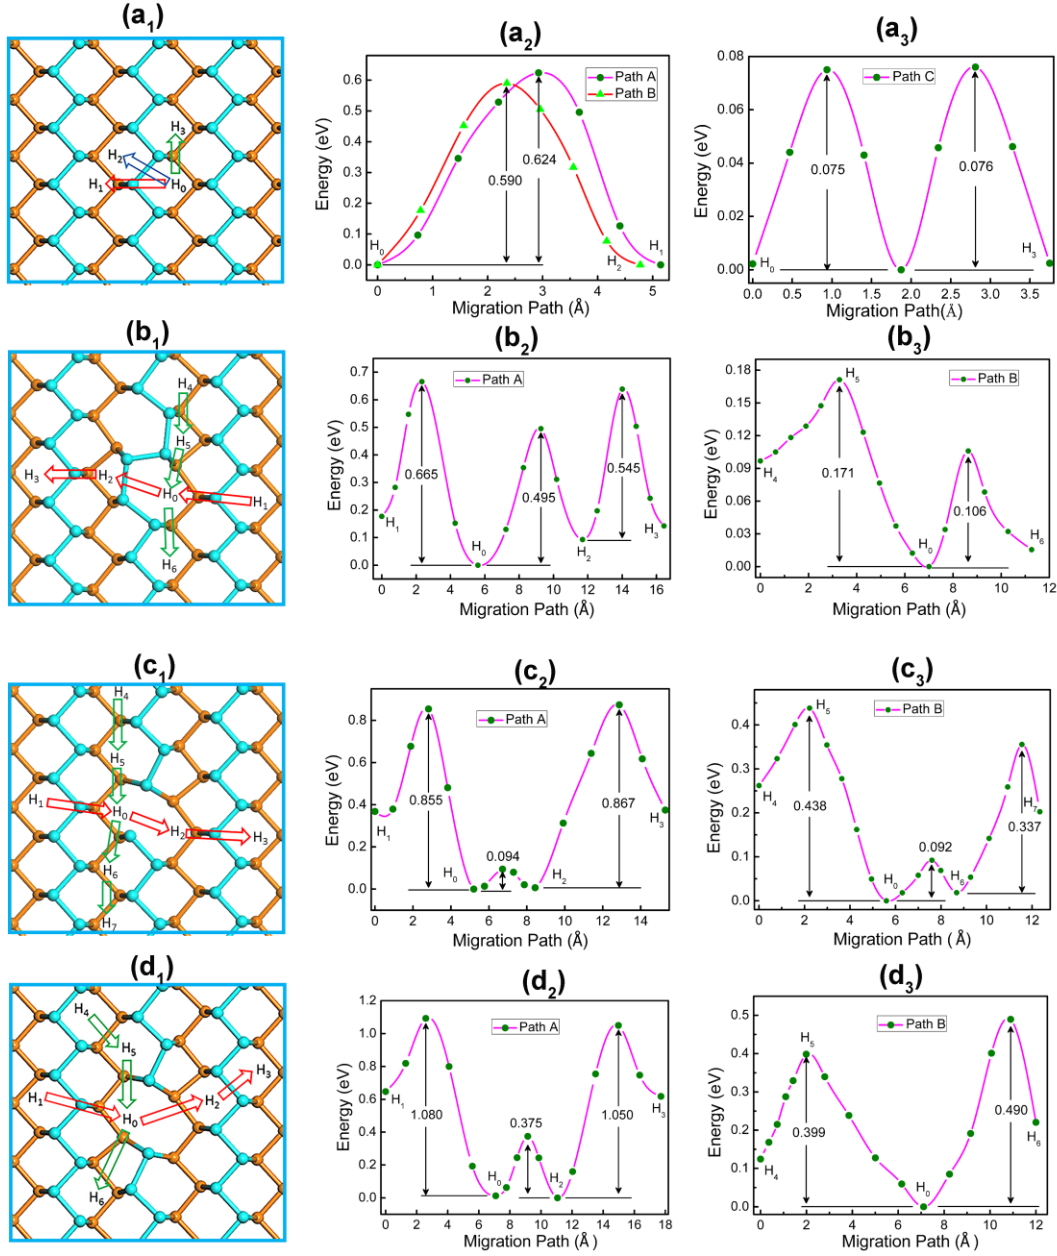 (a1)
H3
H2
H1
H0
(a2)
Energy (eV)
0.6
0.5
0.4
0.3
0.2
0.1
0.0
Path A
Path B
0.590
0.624
H0
H2
H1
0 1 2 3 4 5
Migration Path (Å)
(a3)
Energy (eV)
0.08
0.06
0.04
0.02
0.00
Path C
0.075
0.076
H0
H3
0.0 0.5 1.0 1.5 2.0 2.5 3.0 3.5
Migration Path(Å)
(b1)
H4
H5
H3
H2
H0
H1
H6
(b2)
Energy (eV)
0.7
0.6
0.5
0.4
0.3
0.2
0.1
0.0
Path A
0.665
0.495
0.545
H1
H0
H2
H3
0 2 4 6 8 10 12 14 16
Migration Path (Å)
(b3)
Energy (eV)
0.18
0.15
0.12
0.09
0.06
0.03
0.00
Path B
H5
H4
0.171
0.106
H0
H6
0 2 4 6 8 10 12
Migration Path (Å)
(c1)
H4
H5
H1
H0
H2
H3
H6
H7
(c2)
Energy (eV)
0.8
0.6
0.4
0.2
0.0
Path A
0.855
0.867
0.094
H1
H0
H2
H3
0 2 4 6 8 10 12 14
Migration Path (Å)
(c3)
Energy (eV)
0.4
0.3
0.2
0.1
0.0
Path B
H5
H4
0.438
0.092
0.337
H0
H6
H7
0 2 4 6 8 10 12
Migration Path (Å)
(d1)
H4
H5
H3
H1
H0
H2
H6
(d2)
Energy (eV)
1.2
1.0
0.8
0.6
0.4
0.2
0.0
Path A
1.080
0.375
1.050
H1
H0
H2
H3
0 2 4 6 8 10 12 14 16 18
Migration Path (Å )
(d3)
Energy (eV)
0.5
0.4
0.3
0.2
0.1
0.0
Path B
H5
H4
0.399
0.490
H0
H6
0 2 4 6 8 10 12
Migration Path (Å )